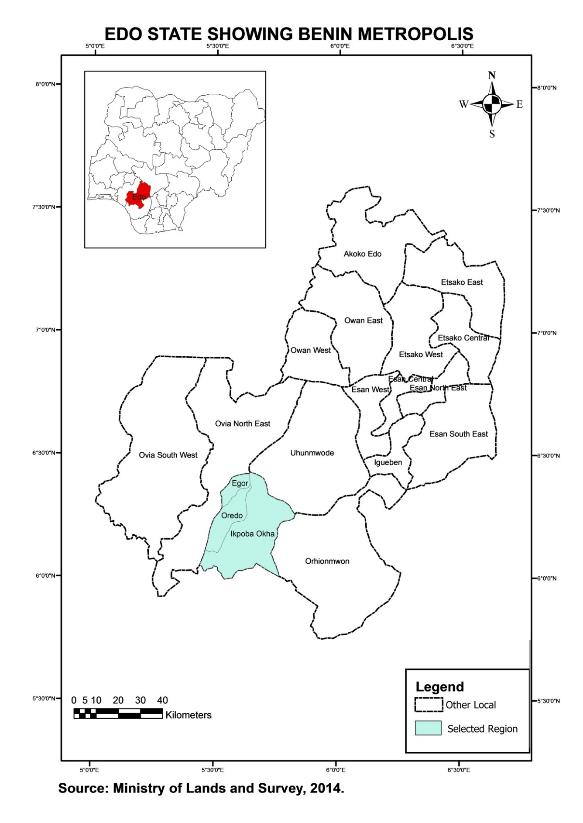 EDO STATE SHOWING BENIN METROPOLIS
5°0'0"E 5°30'0"E 6°0'0"E 6°30'0"E
8°0'0"N 8°0'0"N
N
W E
S
Edo
7°30'0"N 7°30'0"N
Akoko Edo
Etsako East
Owan East
7°0'0"N 7°0'0"N
Etsako Central
Owan West
Etsako West
Esan Central
Esan West
Esan North East
Ovia North East
Esan South East
Ovia South West
Uhunmwode
6°30'0"N 6°30'0"N
Igueben
Egor
Oredo
Ikpoba Okha
Orhionmwon
6°0'0"N 6°0'0"N
Legend
Other Local
Selected Region
5°30'0"N 5°30'0"N
0 5 10 20 30 40
Kilometers
5°0'0"E 5°30'0"E 6°0'0"E 6°30'0"E
Source: Ministry of Lands and Survey, 2014.